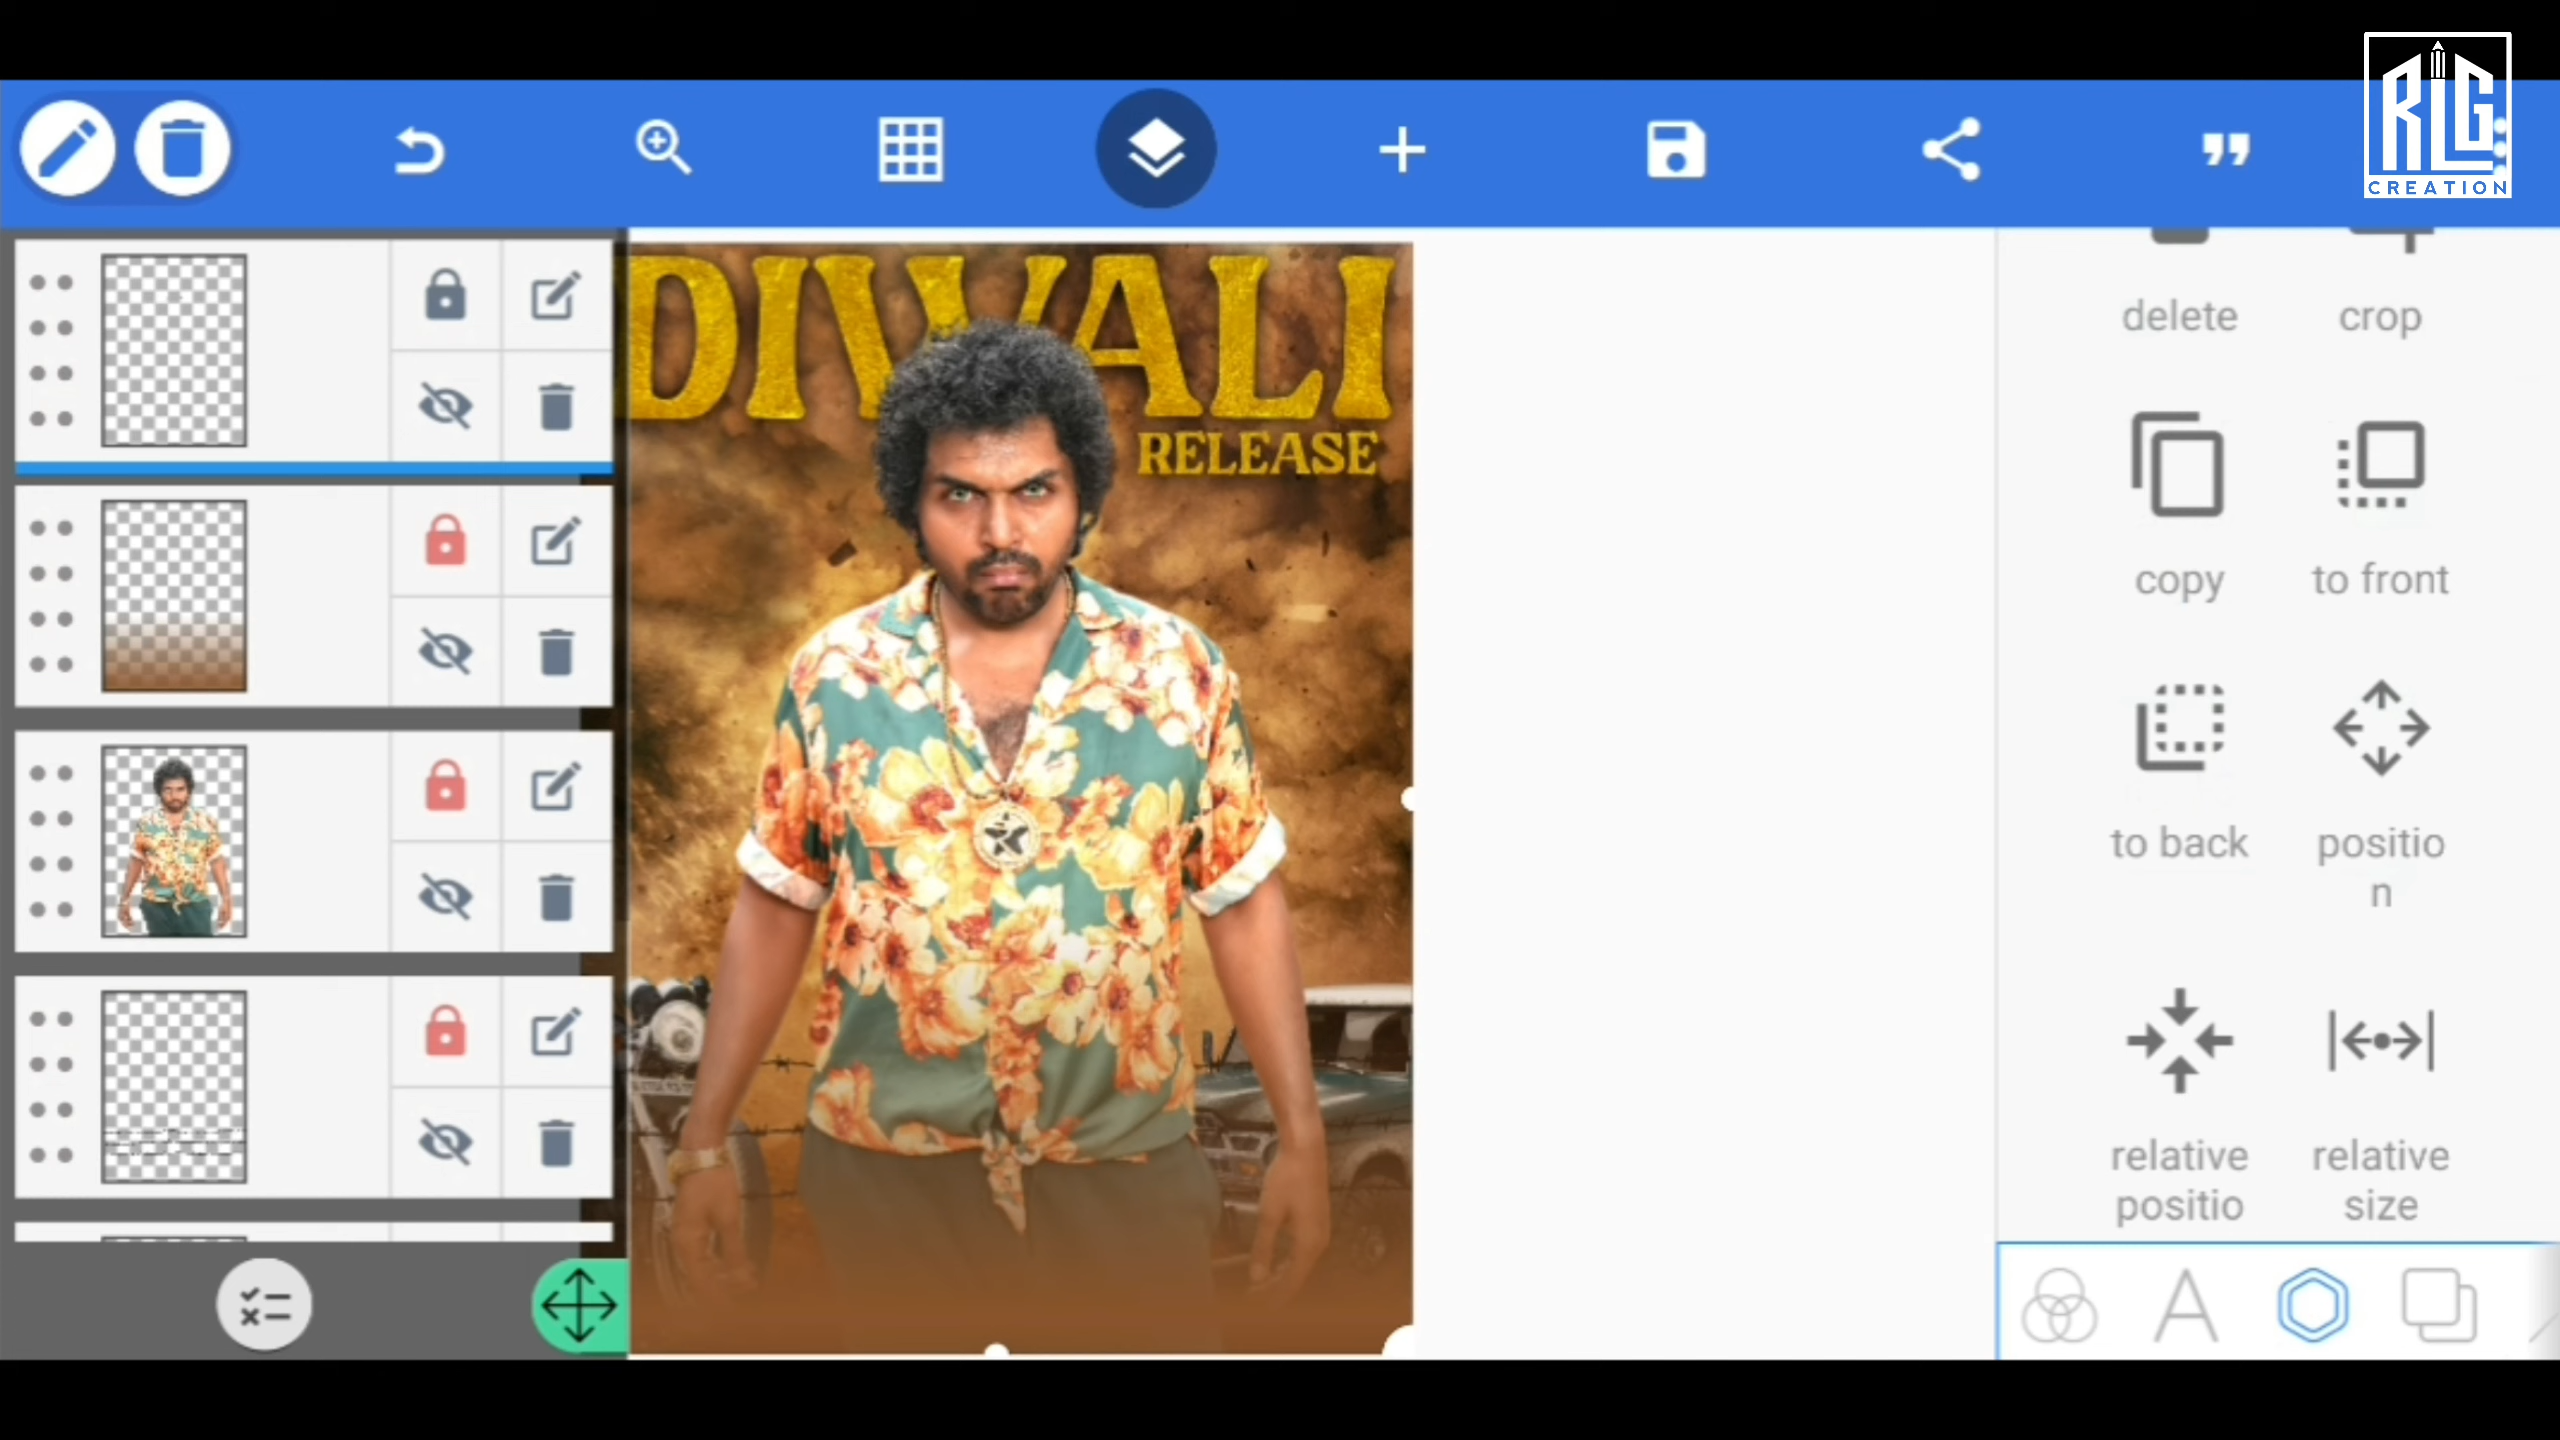 RLG
CREATION
DIWALI
RELEASE
delete
crop
copy
to front
to back
positio
n
relative
positio
relative
size